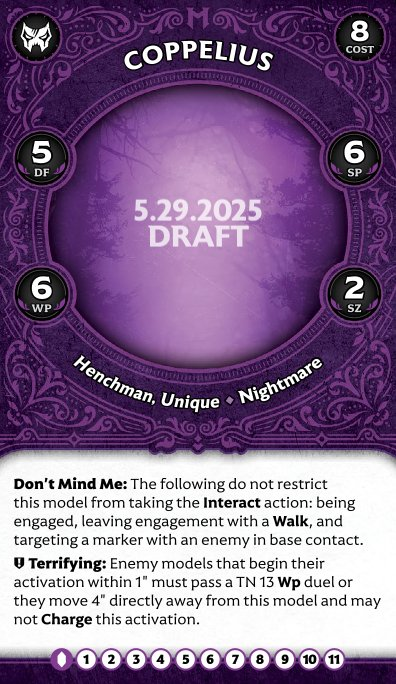 COPPELIUS
8
COST
5
DF
6
SP
5.29.2025
DRAFT
6
WP
2
SZ
Henchman, Unique ◆ Nightmare
Don't Mind Me: The following do not restrict
this model from taking the Interact action: being
engaged, leaving engagement with a Walk, and
targeting a marker with an enemy in base contact.
Terrifying: Enemy models that begin their
activation within 1" must pass a TN 13 Wp duel or
they move 4" directly away from this model and may
not Charge this activation.
1 2 3 4 5 6 7 8 9 10 11